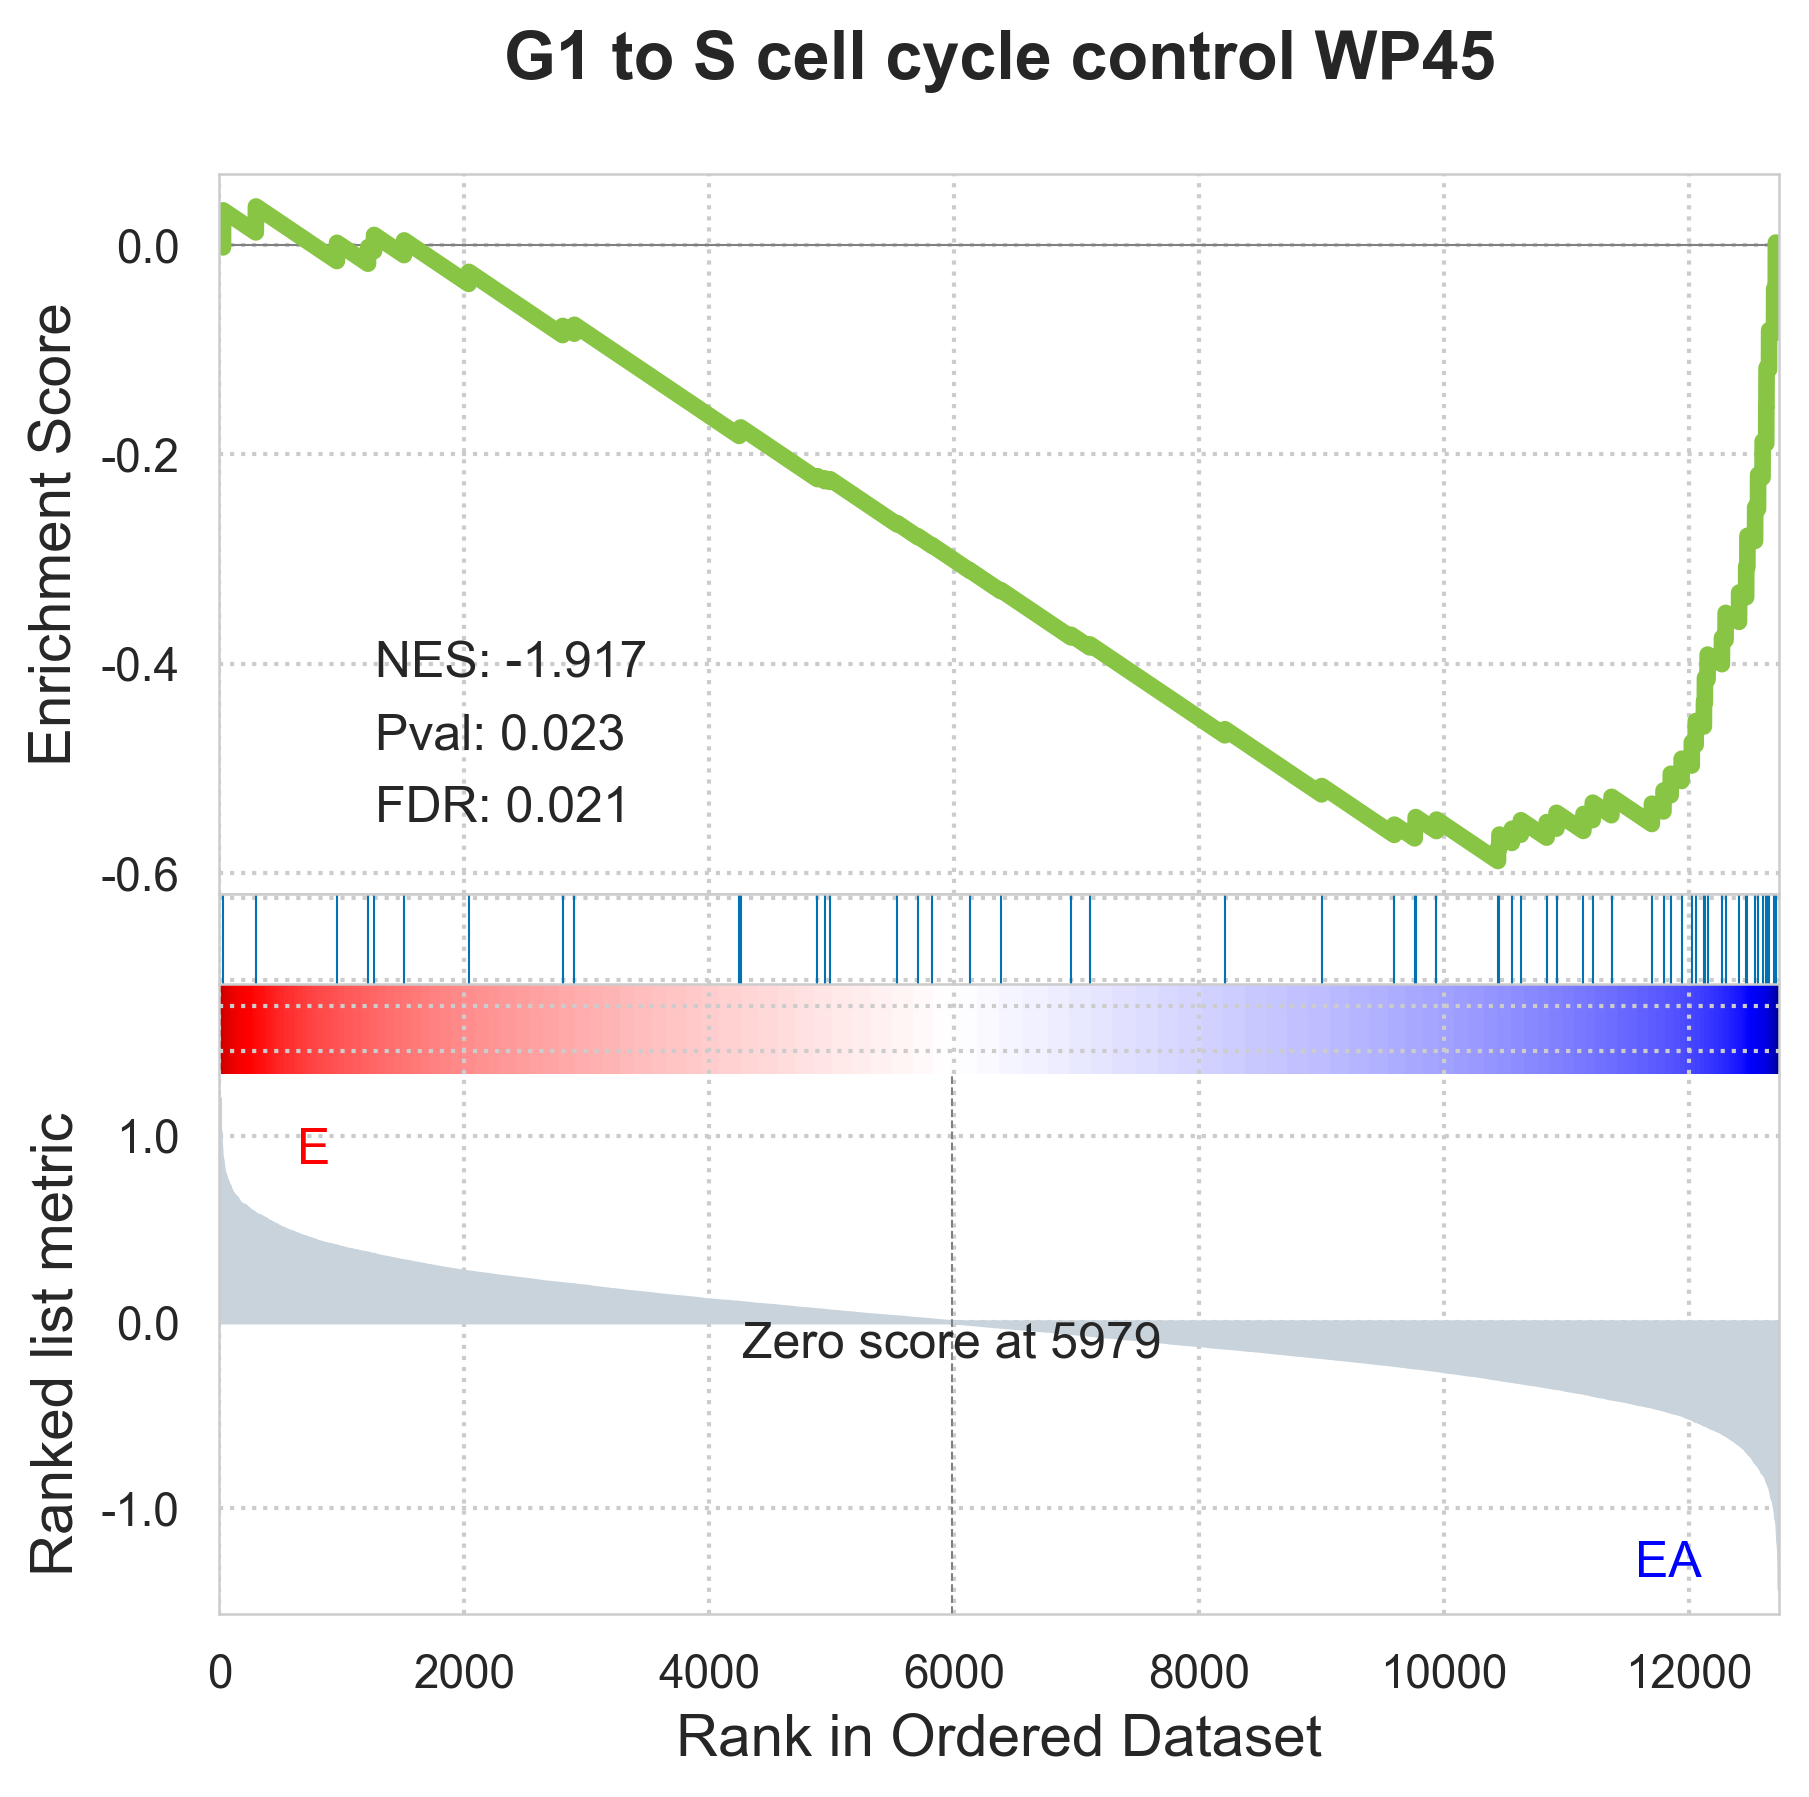 G1 to S cell cycle control WP45
Enrichment Score
0.0
-0.2
-0.4
-0.6
NES: -1.917
Pval: 0.023
FDR: 0.021
Ranked list metric
1.0
0.0
-1.0
E
Zero score at 5979
EA
0 2000 4000 6000 8000 10000 12000
Rank in Ordered Dataset